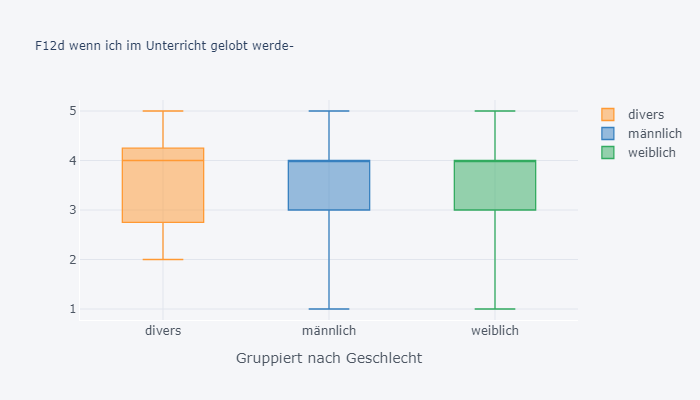 F12d wenn ich im Unterricht gelobt werde-
5
4
3
2
1
divers
männlich
weiblich
Gruppiert nach Geschlecht
divers
männlich
weiblich